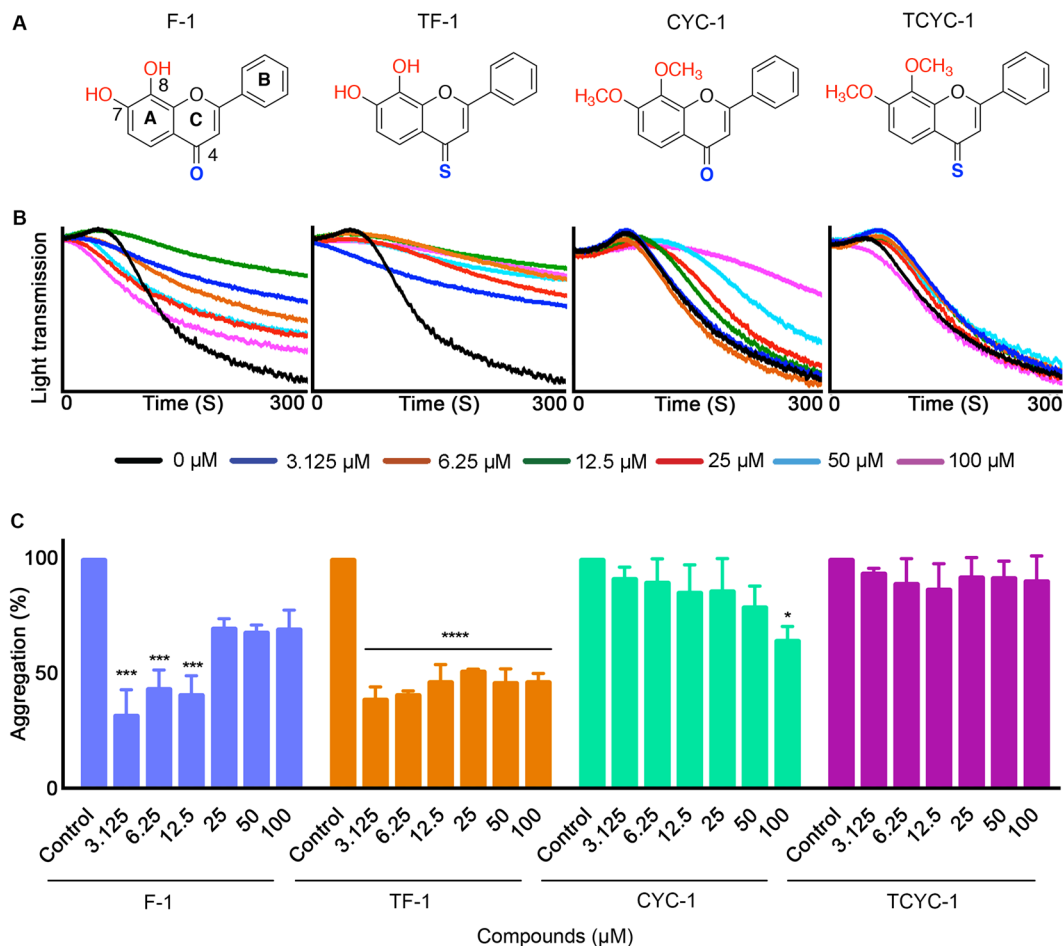 A
F-1
TF-1
CYC-1
TCYC-1
OH
HO
8
7
A
C
B
4
O
OH
HO
O
S
OCH3
H3CO
O
O
OCH3
H3CO
O
S
B
Light transmission
0 Time (S) 300
0 Time (S) 300
0 Time (S) 300
0 Time (S) 300
0 µM 3.125 µM 6.25 µM 12.5 µM 25 µM 50 µM 100 µM
C
Aggregation (%)
100
50
0
*** *** ***
****
*
Control 3.125 6.25 12.5 25 50 100
Control 3.125 6.25 12.5 25 50 100
Control 3.125 6.25 12.5 25 50 100
Control 3.125 6.25 12.5 25 50 100
F-1 TF-1 CYC-1 TCYC-1
Compounds (µM)